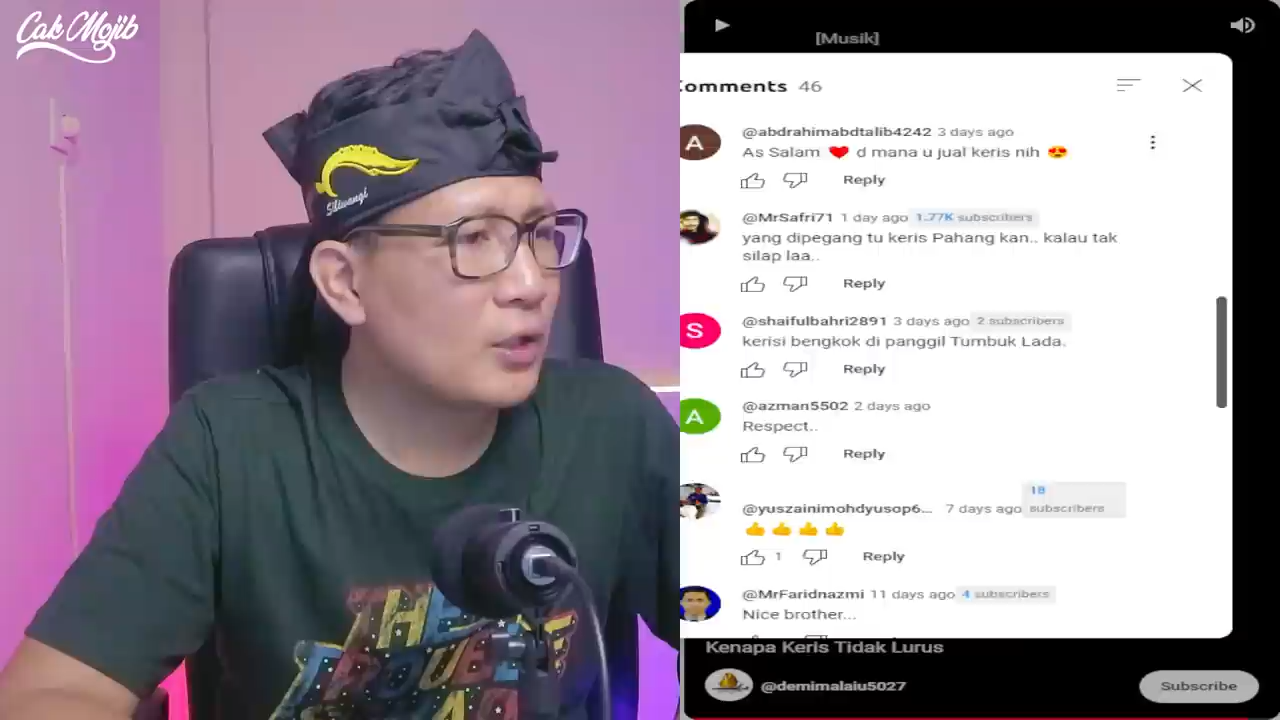 Cak Mojib
Siliwangi
THE
[Musik]
Comments 46
@abdrahimabdtalib4242 3 days ago
As Salam ❤️ d mana u jual keris nih 😍
Reply
@MrSafri71 1 day ago 1.77K subscribers
yang dipegang tu keris Pahang kan.. kalau tak
silap laa..
Reply
@shaifulbahri2891 3 days ago 2 subscribers
kerisi bengkok di panggil Tumbuk Lada.
Reply
@azman5502 2 days ago
Respect..
Reply
@yuszainimohdyusop6... 7 days ago 18 subscribers
👍👍👍👍
1 Reply
@MrFaridnazmi 11 days ago 4 subscribers
Nice brother...
Kenapa Keris Tidak Lurus
@demimalaiu5027
Subscribe